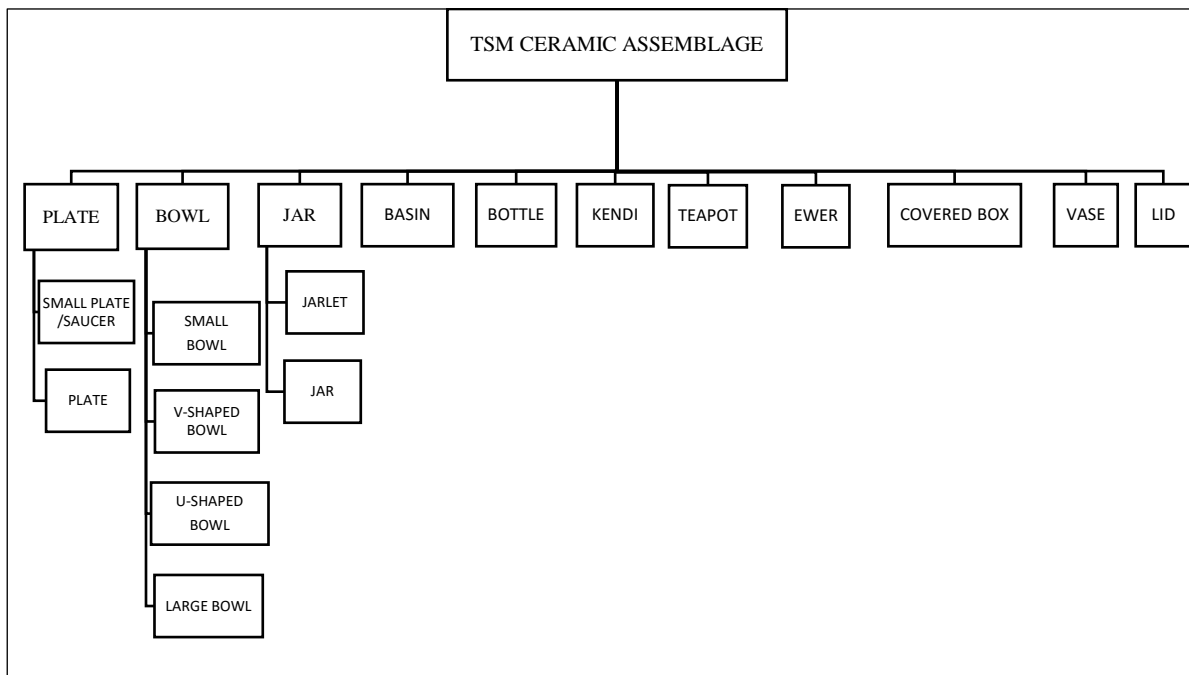 TSM CERAMIC ASSEMBLAGE
PLATE
BOWL
JAR
BASIN
BOTTLE
KENDI
TEAPOT
EWER
COVERED BOX
VASE
LID
SMALL PLATE
/SAUCER
PLATE
SMALL
BOWL
V-SHAPED
BOWL
U-SHAPED
BOWL
LARGE BOWL
JARLET
JAR